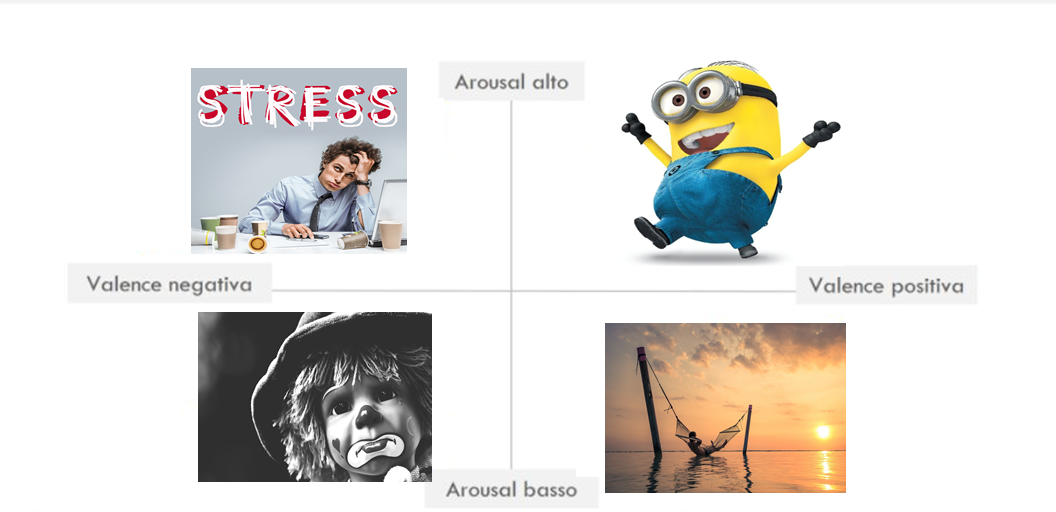 Arousal alto
STRESS
Valence negativa
Valence positiva
Arousal basso